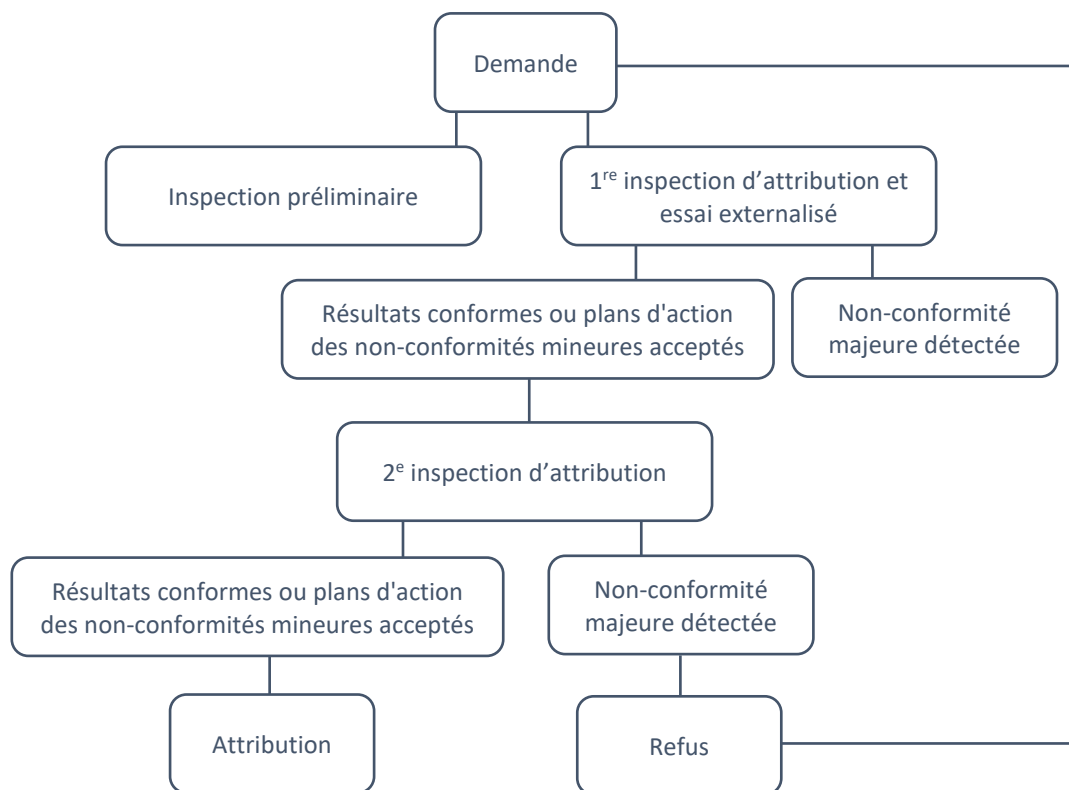 Demande
Inspection préliminaire
1re inspection d’attribution et
essai externalisé
Résultats conformes ou plans d'action
des non-conformités mineures acceptés
Non-conformité
majeure détectée
2e inspection d’attribution
Résultats conformes ou plans d'action
des non-conformités mineures acceptés
Non-conformité
majeure détectée
Attribution
Refus